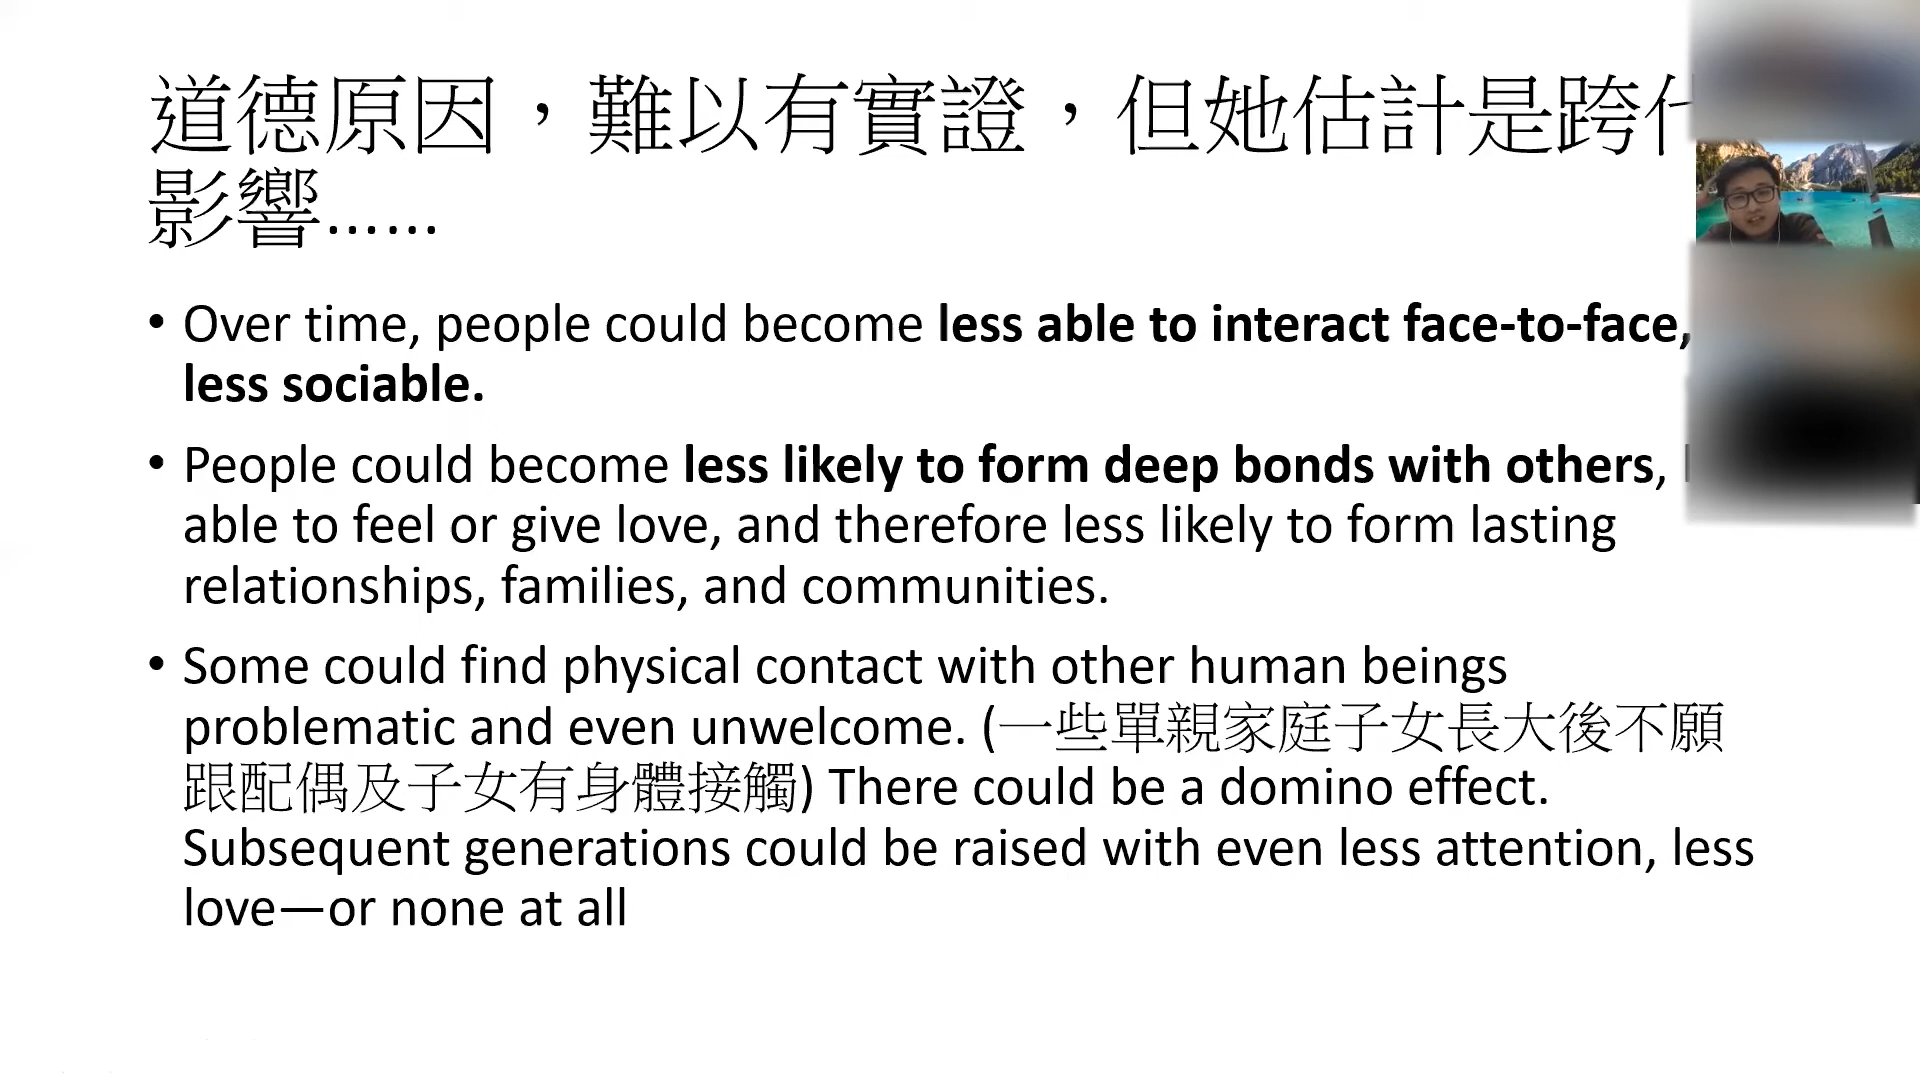 道德原因，難以有實證，但她估計是跨
影響……
• Over time, people could become less able to interact face-to-face,
less sociable.
• People could become less likely to form deep bonds with others,
able to feel or give love, and therefore less likely to form lasting
relationships, families, and communities.
• Some could find physical contact with other human beings
problematic and even unwelcome. (一些單親家庭子女長大後不願
跟配偶及子女有身體接觸) There could be a domino effect.
Subsequent generations could be raised with even less attention, less
love—or none at all